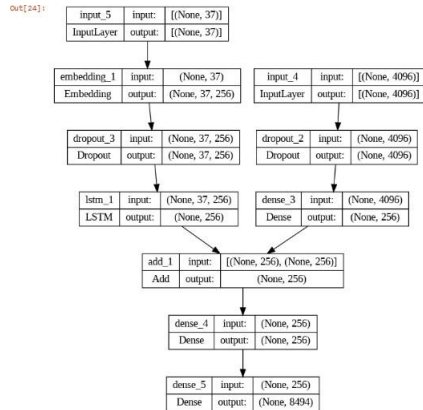 Out[24]:
input_5 input: [(None, 37)]
InputLayer output: [(None, 37)]
embedding_1 input: (None, 37)
Embedding output: (None, 37, 256)
input_4 input: [(None, 4096)]
InputLayer output: [(None, 4096)]
dropout_3 input: (None, 37, 256)
Dropout output: (None, 37, 256)
dropout_2 input: (None, 4096)
Dropout output: (None, 4096)
lstm_1 input: (None, 37, 256)
LSTM output: (None, 256)
dense_3 input: (None, 4096)
Dense output: (None, 256)
add_1 input: [(None, 256), (None, 256)]
Add output: (None, 256)
dense_4 input: (None, 256)
Dense output: (None, 256)
dense_5 input: (None, 256)
Dense output: (None, 8494)